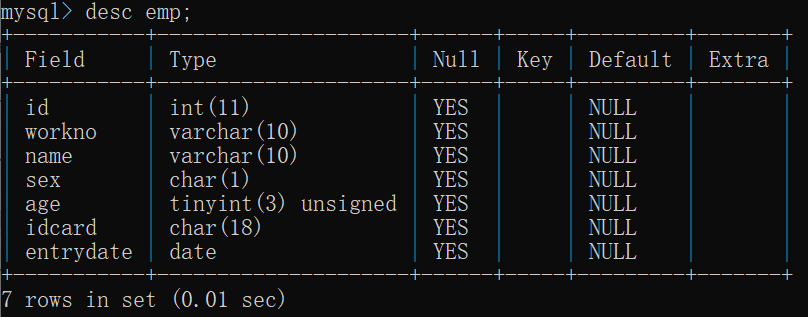 mysql> desc emp;
+-----------+---------------------+------+-----+---------+-------+
| Field     | Type                | Null | Key | Default | Extra |
+-----------+---------------------+------+-----+---------+-------+
| id        | int(11)             | YES  |     | NULL    |       |
| workno    | varchar(10)         | YES  |     | NULL    |       |
| name      | varchar(10)         | YES  |     | NULL    |       |
| sex       | char(1)             | YES  |     | NULL    |       |
| age       | tinyint(3) unsigned | YES  |     | NULL    |       |
| idcard    | char(18)            | YES  |     | NULL    |       |
| entrydate | date                | YES  |     | NULL    |       |
+-----------+---------------------+------+-----+---------+-------+
7 rows in set (0.01 sec)